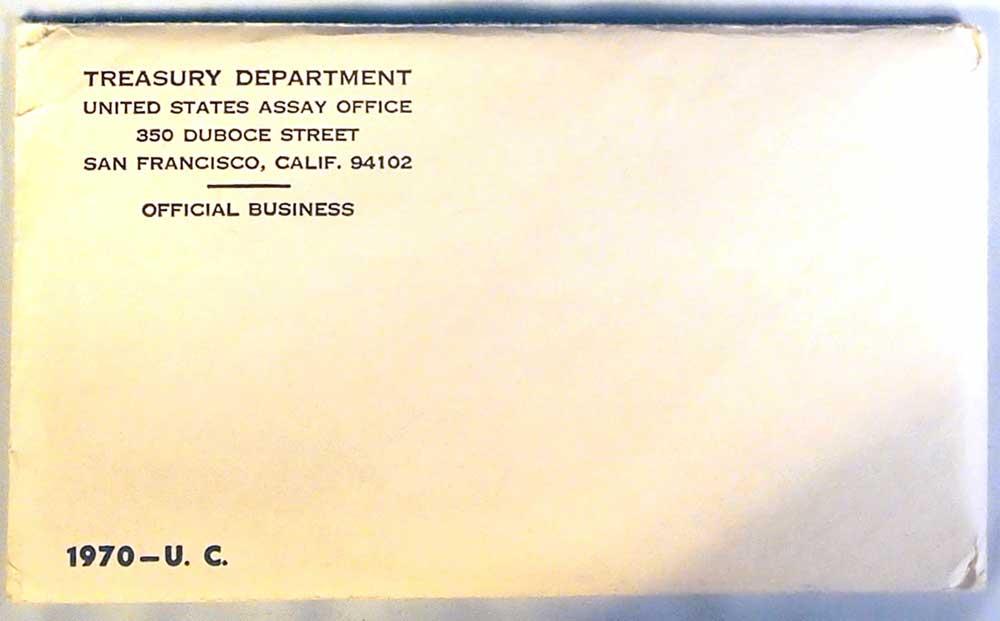 TREASURY DEPARTMENT
UNITED STATES ASSAY OFFICE
350 DUBOCE STREET
SAN FRANCISCO, CALIF. 94102
OFFICIAL BUSINESS
1970–U. C.